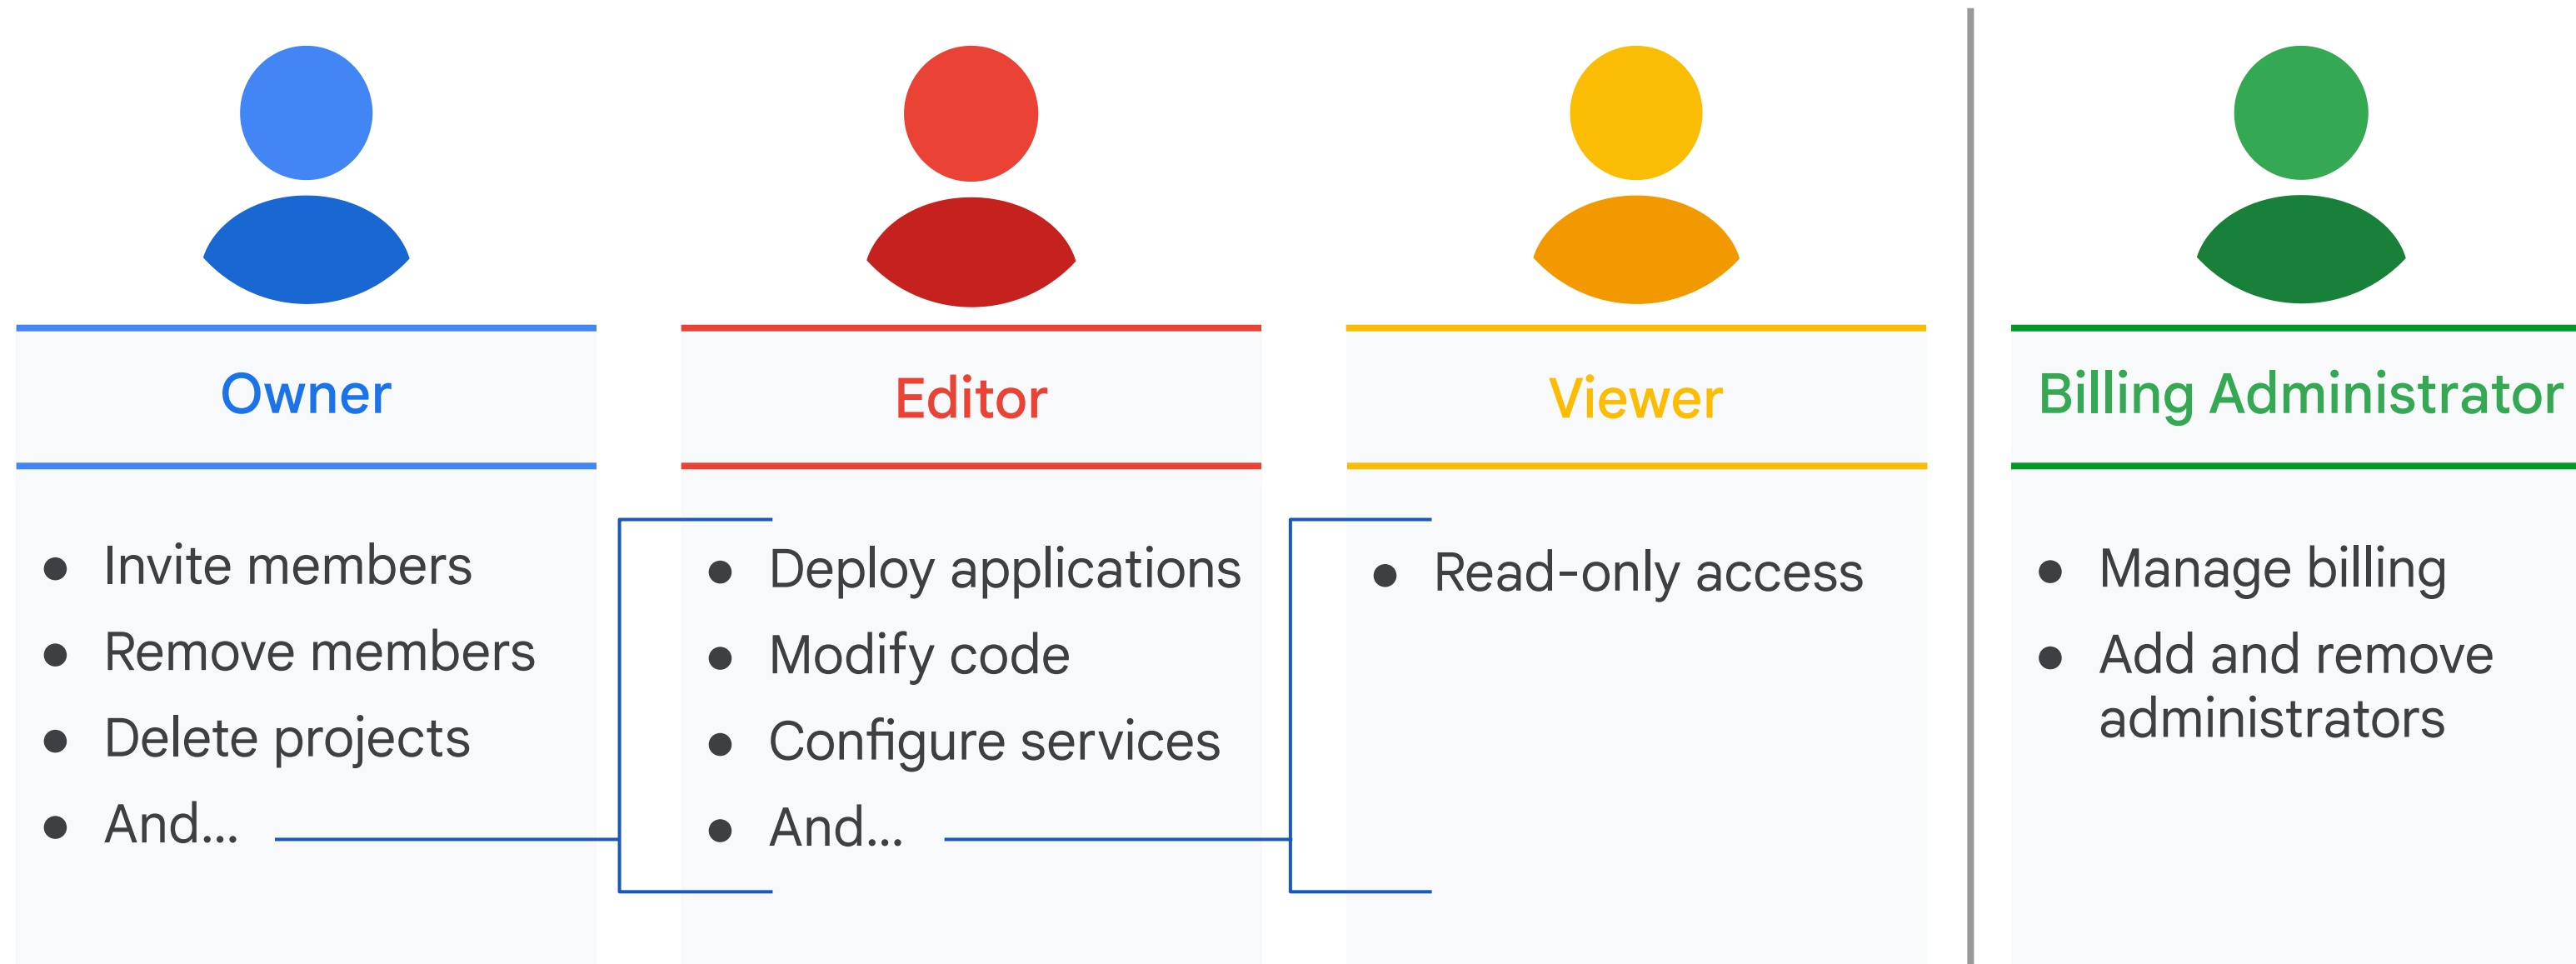 Owner
• Invite members
• Remove members
• Delete projects
• And...
Editor
• Deploy applications
• Modify code
• Configure services
• And...
Viewer
• Read-only access
Billing Administrator
• Manage billing
• Add and remove
administrators